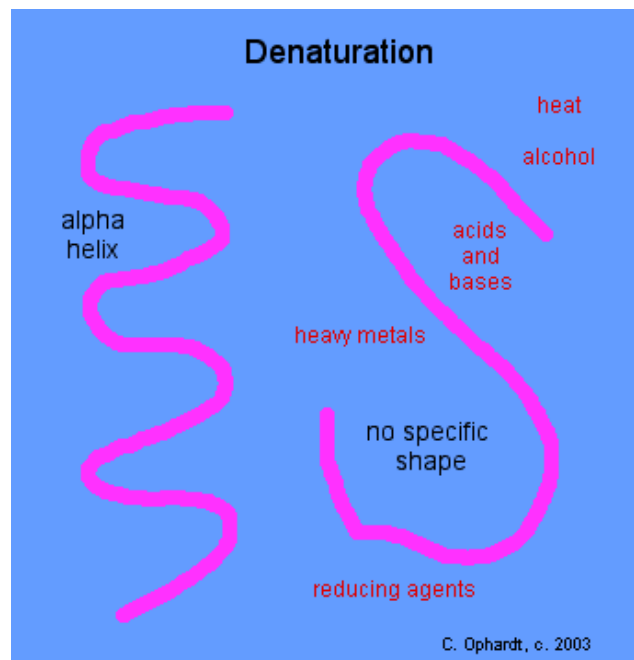 Denaturation
heat
alcohol
alpha
helix
acids
and
bases
heavy metals
no specific
shape
reducing agents
C. Ophardt, c. 2003